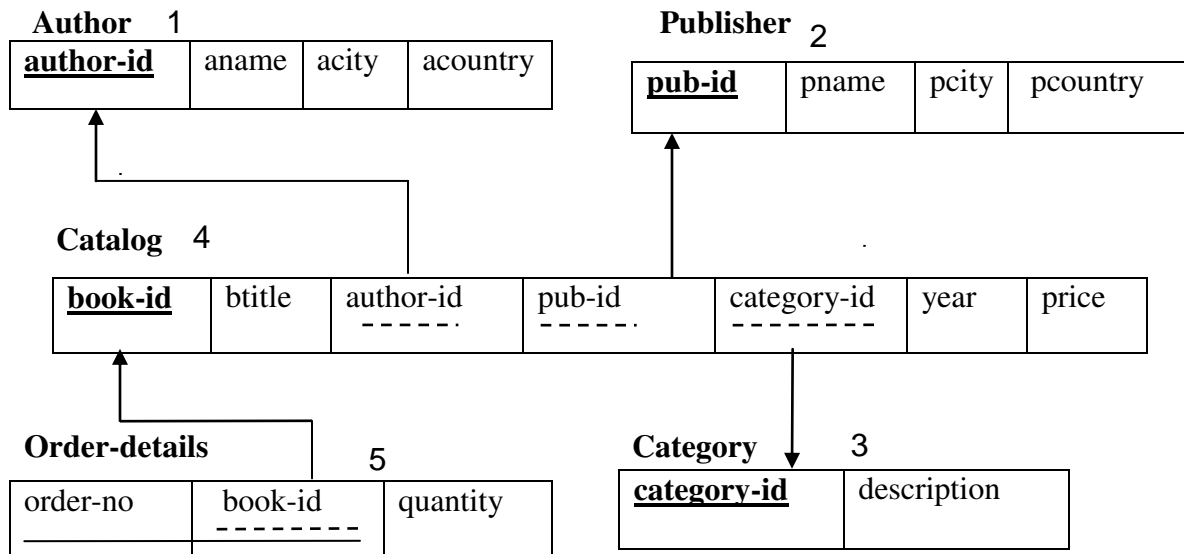 Author 1
author-id aname acity acountry
Publisher 2
pub-id pname pcity pcountry
Catalog 4
book-id btitle author-id pub-id category-id year price
Order-details 5
order-no book-id quantity
Category 3
category-id description